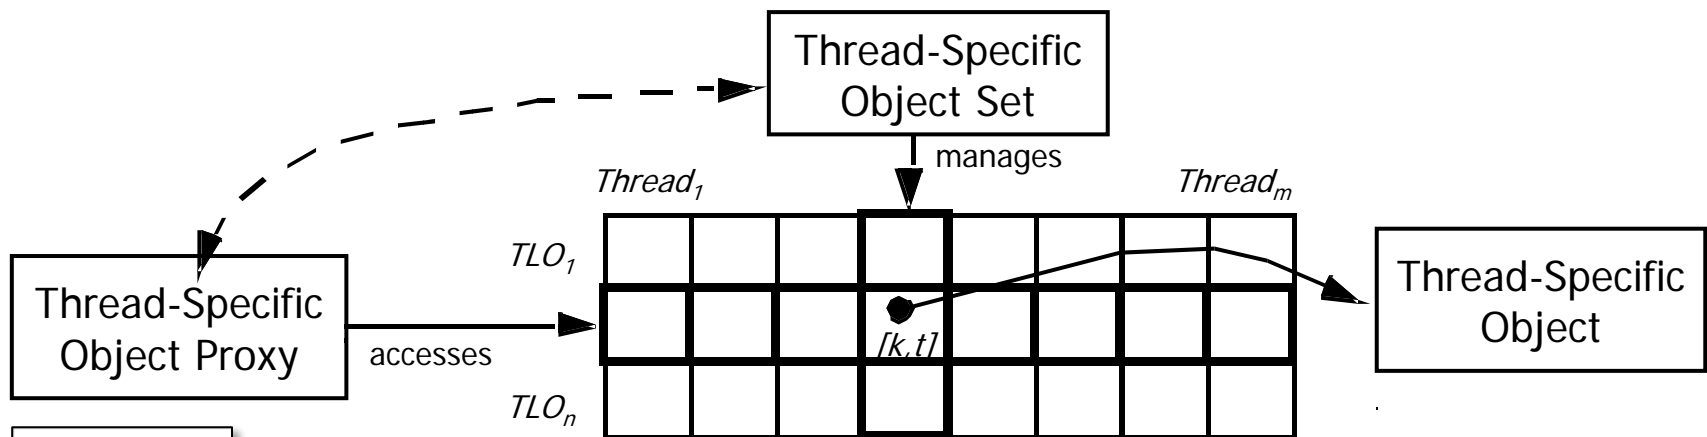 Thread-Specific
Object Set
manages
Thread₁
Threadₘ
TLO₁
Thread-Specific
Object Proxy
accesses
[k,t]
Thread-Specific
Object
TLOₙ